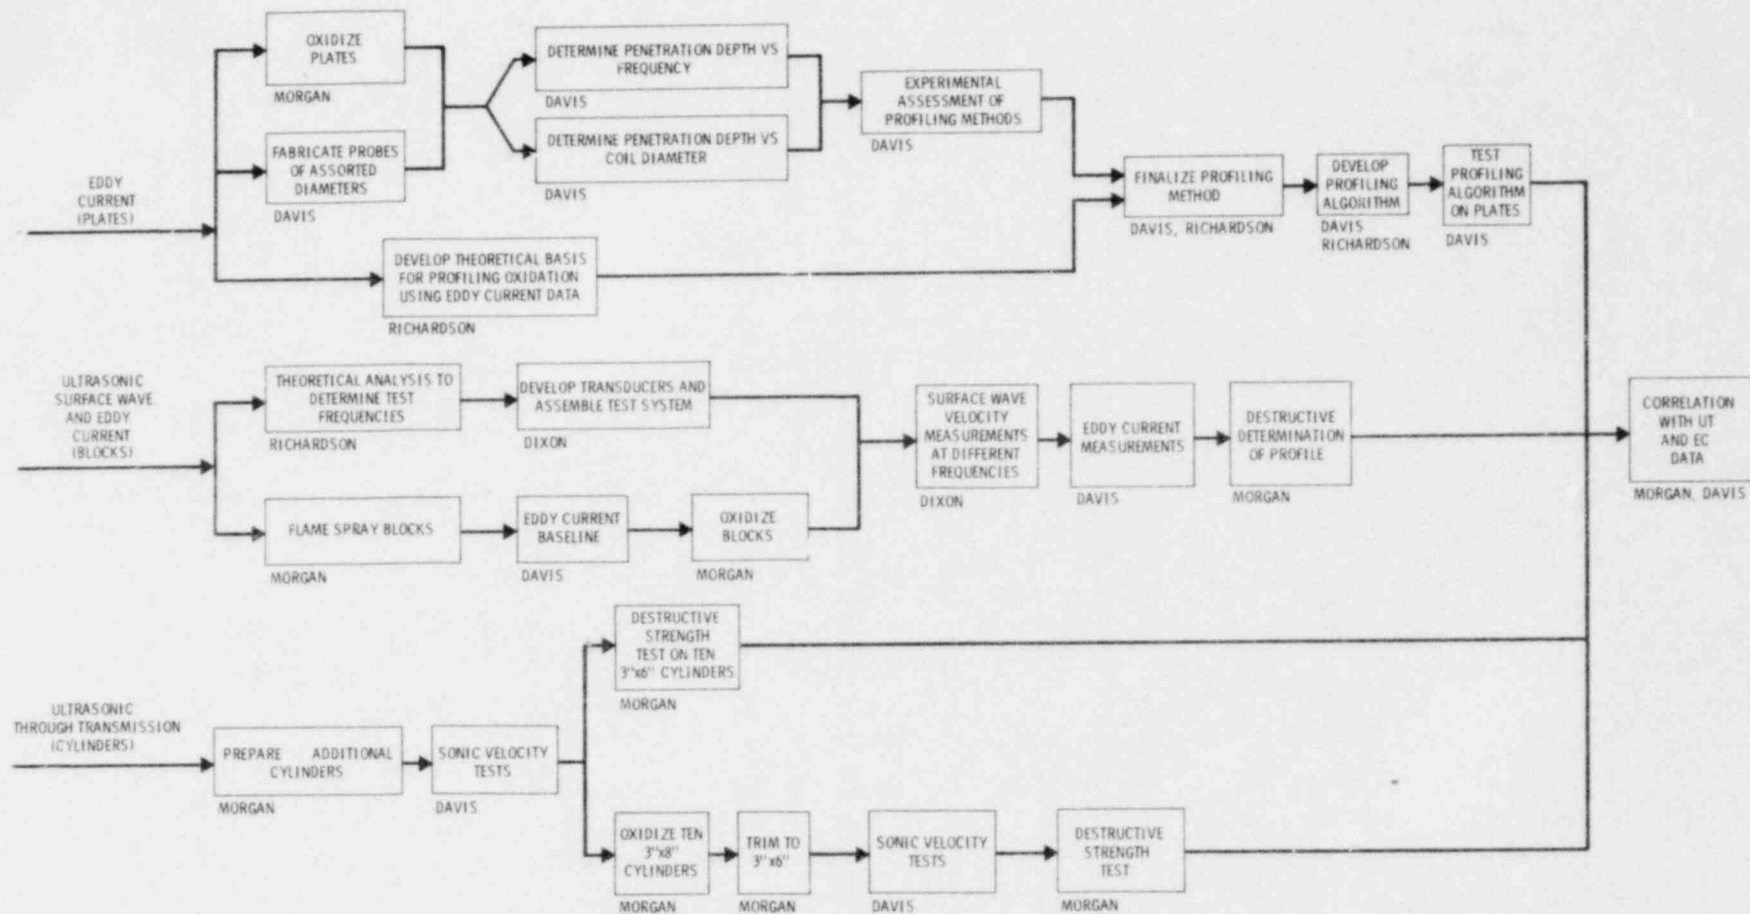 EDDY
CURRENT
(PLATES)
OXIDIZE
PLATES
MORGAN
FABRICATE PROBES
OF ASSORTED
DIAMETERS
DAVIS
DETERMINE PENETRATION DEPTH VS
FREQUENCY
DAVIS
DETERMINE PENETRATION DEPTH VS
COIL DIAMETER
DAVIS
EXPERIMENTAL
ASSESSMENT OF
PROFILING METHODS
DAVIS
DEVELOP THEORETICAL BASIS
FOR PROFILING OXIDATION
USING EDDY CURRENT DATA
RICHARDSON
FINALIZE PROFILING
METHOD
DAVIS, RICHARDSON
DEVELOP
PROFILING
ALGORITHM
DAVIS
RICHARDSON
TEST
PROFILING
ALGORITHM
ON PLATES
DAVIS
ULTRASONIC
SURFACE WAVE
AND EDDY
CURRENT
(BLOCKS)
THEORETICAL ANALYSIS TO
DETERMINE TEST
FREQUENCIES
RICHARDSON
DEVELOP TRANSDUCERS AND
ASSEMBLE TEST SYSTEM
DIXON
FLAME SPRAY BLOCKS
MORGAN
EDDY CURRENT
BASELINE
DAVIS
OXIDIZE
BLOCKS
MORGAN
SURFACE WAVE
VELOCITY
MEASUREMENTS
AT DIFFERENT
FREQUENCIES
DIXON
EDDY CURRENT
MEASUREMENTS
DAVIS
DESTRUCTIVE
DETERMINATION
OF PROFILE
MORGAN
CORRELATION
WITH UT
AND EC
DATA
MORGAN, DAVIS
ULTRASONIC
THROUGH TRANSMISSION
(CYLINDERS)
PREPARE ADDITIONAL
CYLINDERS
MORGAN
SONIC VELOCITY
TESTS
DAVIS
DESTRUCTIVE
STRENGTH
TEST ON TEN
3"x6" CYLINDERS
MORGAN
OXIDIZE TEN
3"x8"
CYLINDERS
MORGAN
TRIM TO
3"x6"
MORGAN
SONIC VELOCITY
TESTS
DAVIS
DESTRUCTIVE
STRENGTH
TEST
MORGAN